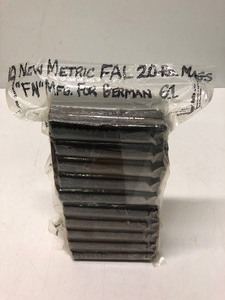 10 NEW METRIC FAL 20 RD MAGS
"FN" MFG. FOR GERMAN G1